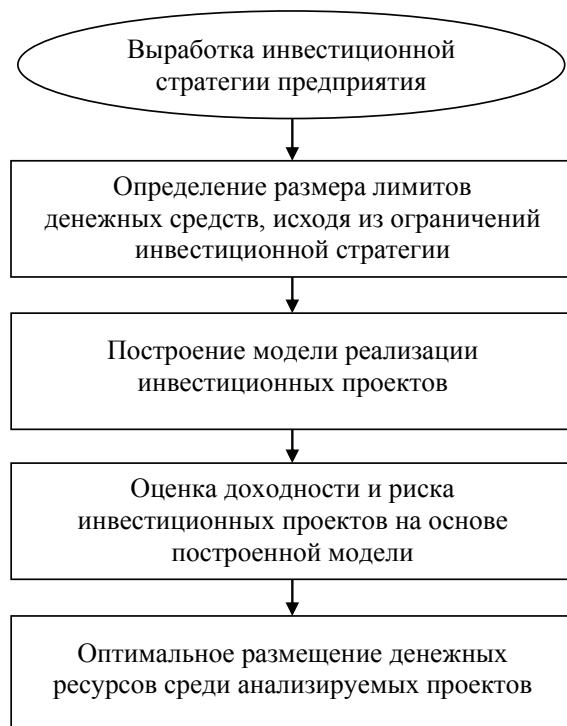 Выработка инвестиционной
стратегии предприятия
Определение размера лимитов
денежных средств, исходя из ограничений
инвестиционной стратегии
Построение модели реализации
инвестиционных проектов
Оценка доходности и риска
инвестиционных проектов на основе
построенной модели
Оптимальное размещение денежных
ресурсов среди анализируемых проектов